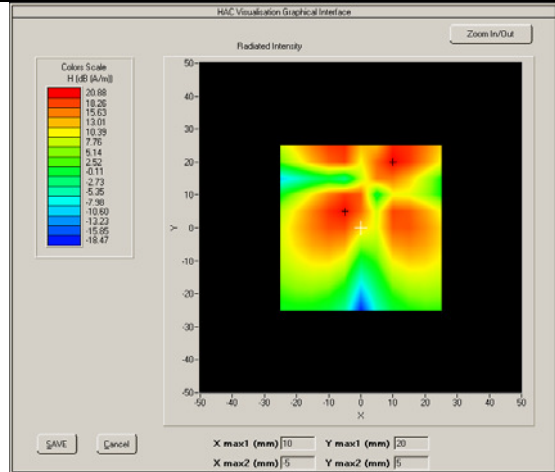 HAC Visualisation Graphical Interface
Zoom In/Out
Radiated Intensity
Colors Scale
H (dB (A/m))
20.88
18.26
15.63
13.01
10.39
7.76
5.14
2.52
-0.11
-2.73
-5.35
-7.98
-10.60
-13.23
-15.85
-18.47
50
40
30
20
10
0
-10
-20
-30
-40
-50
Y
-50 -40 -30 -20 -10 0 10 20 30 40 50
X
SAVE Cancel
X max1 (mm) 10 Y max1 (mm) 20
X max2 (mm) -5 Y max2 (mm) 5